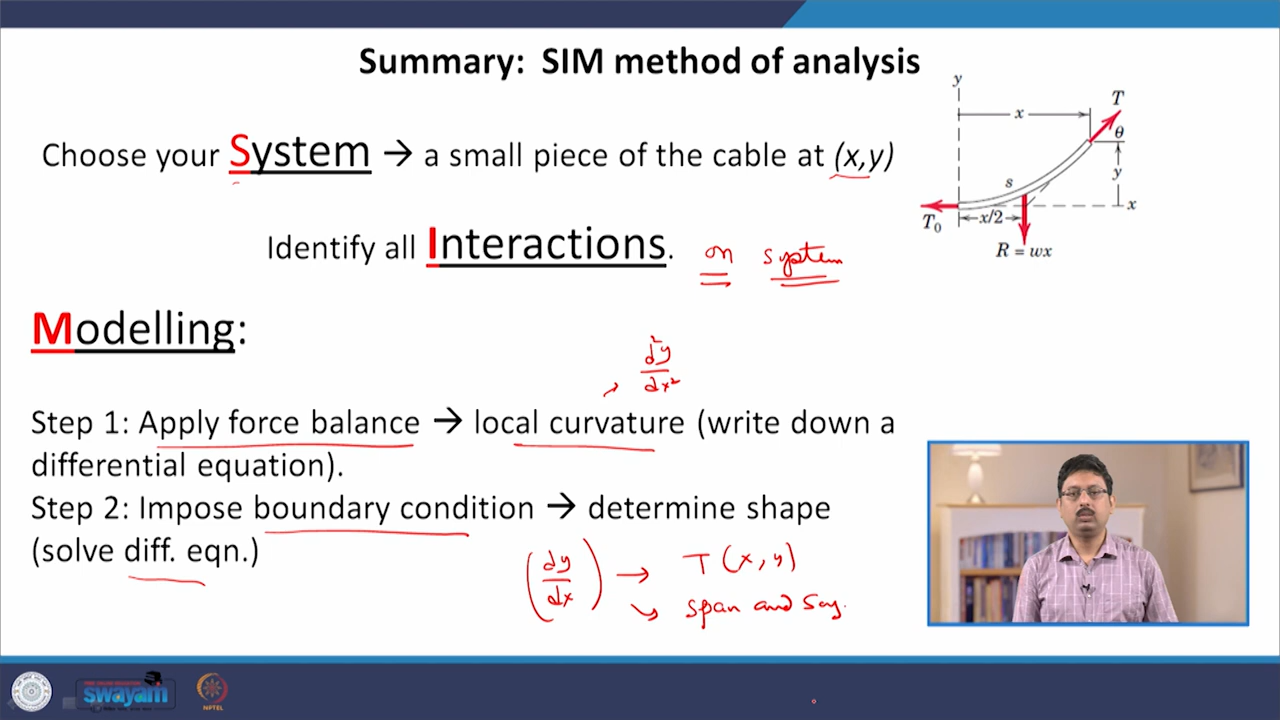 Summary: SIM method of analysis
Choose your System → a small piece of the cable at (x,y)
Identify all Interactions. on system
Modelling:
d²y
dx²
Step 1: Apply force balance → local curvature (write down a
differential equation).
Step 2: Impose boundary condition → determine shape
(solve diff. eqn.)
(dy/dx) → T(x, y)
↘ span and sag.
y
x
T
θ
y
s
x
x/2
T₀
R = wx
swayam
NPTEL